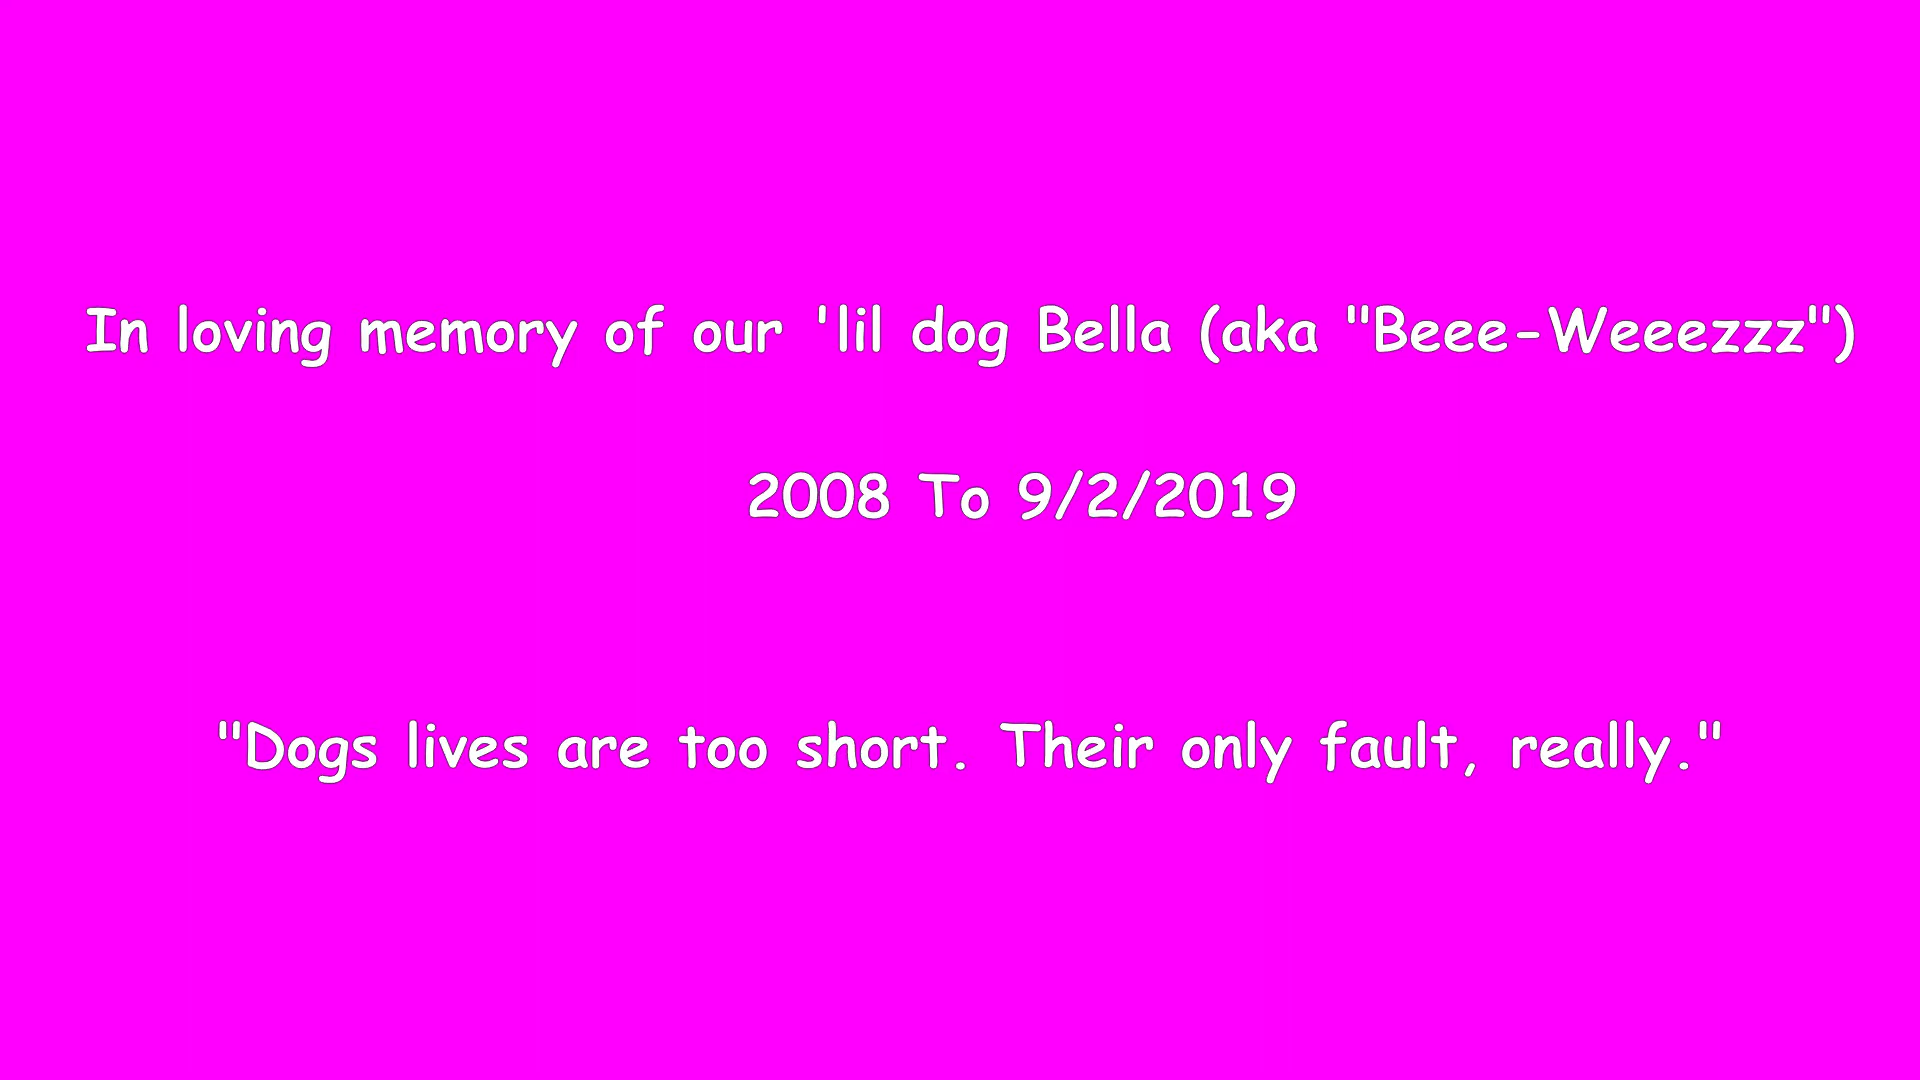 In loving memory of our 'lil dog Bella (aka "Beee-Weeezzz")
2008 To 9/2/2019
"Dogs lives are too short. Their only fault, really."